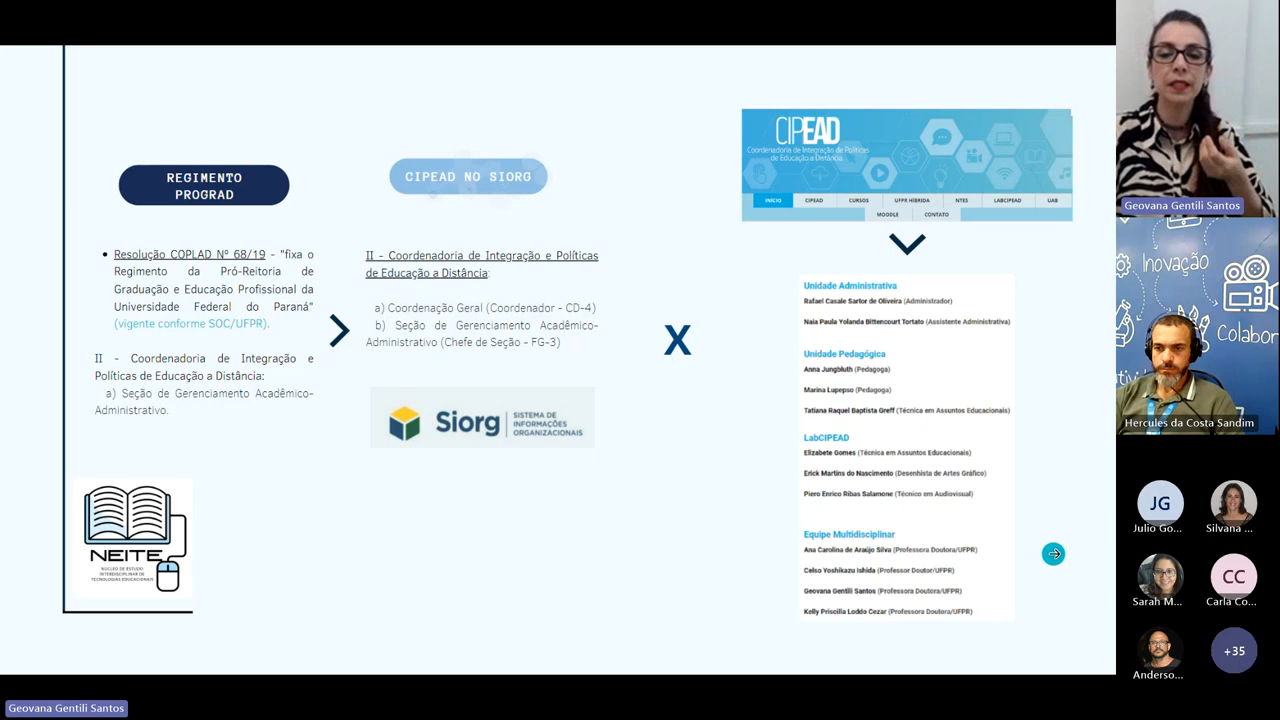 REGIMENTO
PROGRAD
Resolução COPLAD Nº 68/19 - "fixa o
Regimento da Pró-Reitoria de
Graduação e Educação Profissional da
Universidade Federal do Paraná"
(vigente conforme SOC/UFPR).
II - Coordenadoria de Integração e
Políticas de Educação a Distância:
a) Seção de Gerenciamento Acadêmico-
Administrativo.
NEITE
NÚCLEO DE ESTUDO
INTERDISCIPLINAR DE
TECNOLOGIAS EDUCACIONAIS
CIPEAD NO SIORG
II - Coordenadoria de Integração e Políticas
de Educação a Distância:
a) Coordenação Geral (Coordenador - CD-4)
b) Seção de Gerenciamento Acadêmico-
Administrativo (Chefe de Seção - FG-3)
Siorg
SISTEMA DE
INFORMAÇÕES
ORGANIZACIONAIS
X
CIPEAD
Coordenadoria de Integração de Políticas
de Educação a Distância
INÍCIO CIPEAD CURSOS UFPR HÍBRIDA NTES LABCIPEAD UAB
MOODLE CONTATO
Unidade Administrativa
Rafael Casale Sartor de Oliveira (Administrador)
Naia Paula Yolanda Bittencourt Tortato (Assistente Administrativa)
Unidade Pedagógica
Anna Jungbluth (Pedagoga)
Marina Lupepso (Pedagoga)
Tatiana Raquel Baptista Greff (Técnica em Assuntos Educacionais)
LabCIPEAD
Elizabete Gomes (Técnica em Assuntos Educacionais)
Erick Martins do Nascimento (Desenhista de Artes Gráfico)
Piero Enrico Ribas Salamone (Técnico em Audiovisual)
Equipe Multidisciplinar
Ana Carolina de Araújo Silva (Professora Doutora/UFPR)
Celso Yoshikazu Ishida (Professor Doutor/UFPR)
Geovana Gentili Santos (Professora Doutora/UFPR)
Kelly Priscilla Loddo Cezar (Professora Doutora/UFPR)
Geovana Gentili Santos
Inovação
Colabor
Hercules da Costa Sandim
JG
Julio Go...
Silvana ...
Sarah M...
CC
Carla Co...
Anderso...
+35
Geovana Gentili Santos